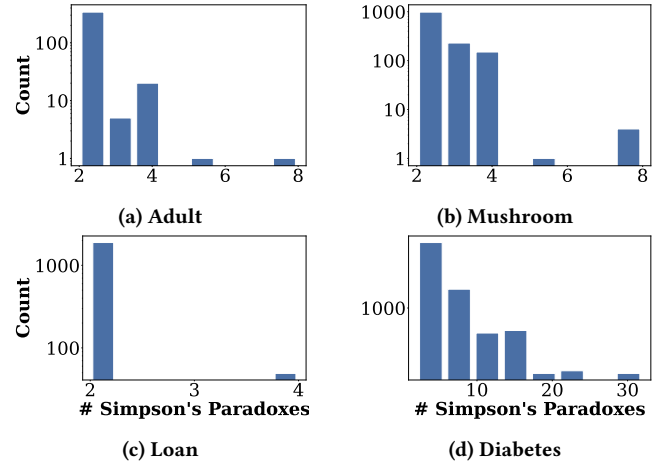 Count
100
10
1
2 4 6 8
(a) Adult
1000
100
10
1
2 4 6 8
(b) Mushroom
Count
1000
100
2 3 4
# Simpson's Paradoxes
(c) Loan
1000
10 20 30
# Simpson's Paradoxes
(d) Diabetes